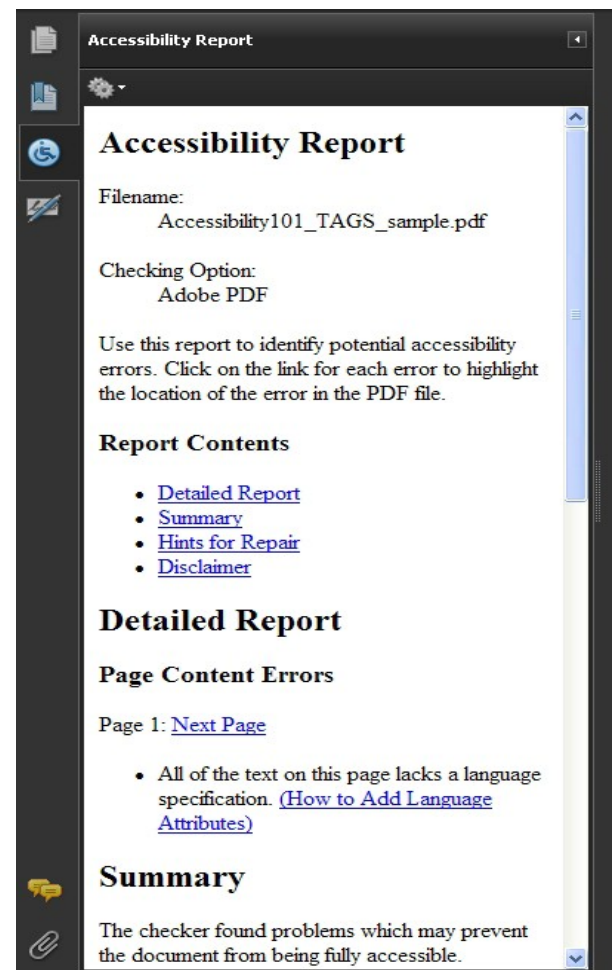 Accessibility Report
Accessibility Report
Filename:
Accessibility101_TAGS_sample.pdf
Checking Option:
Adobe PDF
Use this report to identify potential accessibility
errors. Click on the link for each error to highlight
the location of the error in the PDF file.
Report Contents
• Detailed Report
• Summary
• Hints for Repair
• Disclaimer
Detailed Report
Page Content Errors
Page 1: Next Page
• All of the text on this page lacks a language
specification. (How to Add Language
Attributes)
Summary
The checker found problems which may prevent
the document from being fully accessible.